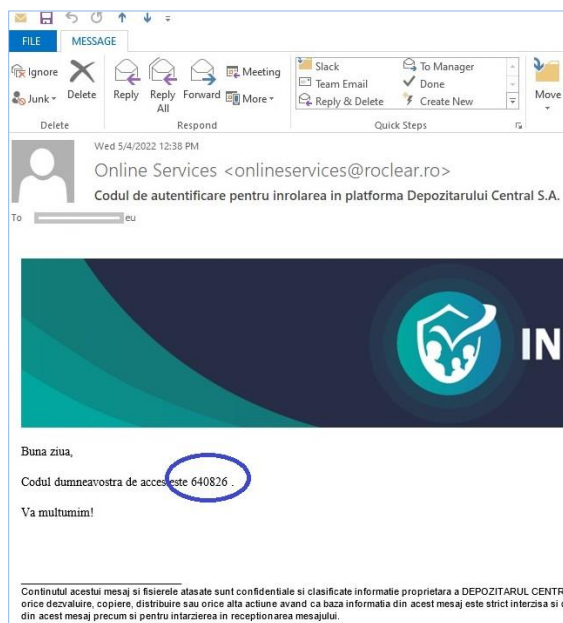 FILE MESSAGE
Ignore
Junk
Delete
Reply
Reply All
Forward
Meeting
More
Slack
Team Email
Reply & Delete
To Manager
Done
Create New
Move
Delete
Respond
Quick Steps
Wed 5/4/2022 12:38 PM
Online Services <onlineservices@roclear.ro>
Codul de autentificare pentru inrolarea in platforma Depozitarului Central S.A.
To eu
IN
Buna ziua,
Codul dumneavostra de acces este 640826 .
Va multumim!
Continutul acestui mesaj si fisierele atasate sunt confidentiale si clasificate informatie proprietara a DEPOZITARUL CENTR
orice dezvaluire, copiere, distribuire sau orice alta actiune avand ca baza informatia din acest mesaj este strict interzisa si
din acest mesaj precum si pentru intarzierea in receptionarea mesajului.